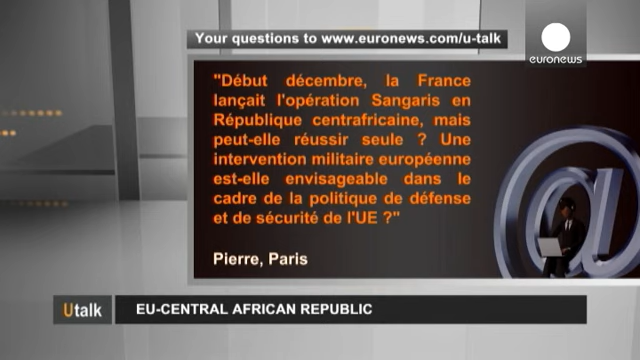 Your questions to www.euronews.com/u-talk
euronews
"Début décembre, la France
lançait l'opération Sangaris en
République centrafricaine, mais
peut-elle réussir seule ? Une
intervention militaire européenne
est-elle envisageable dans le
cadre de la politique de défense
et de sécurité de l'UE ?"
Pierre, Paris
@
Utalk
EU-CENTRAL AFRICAN REPUBLIC